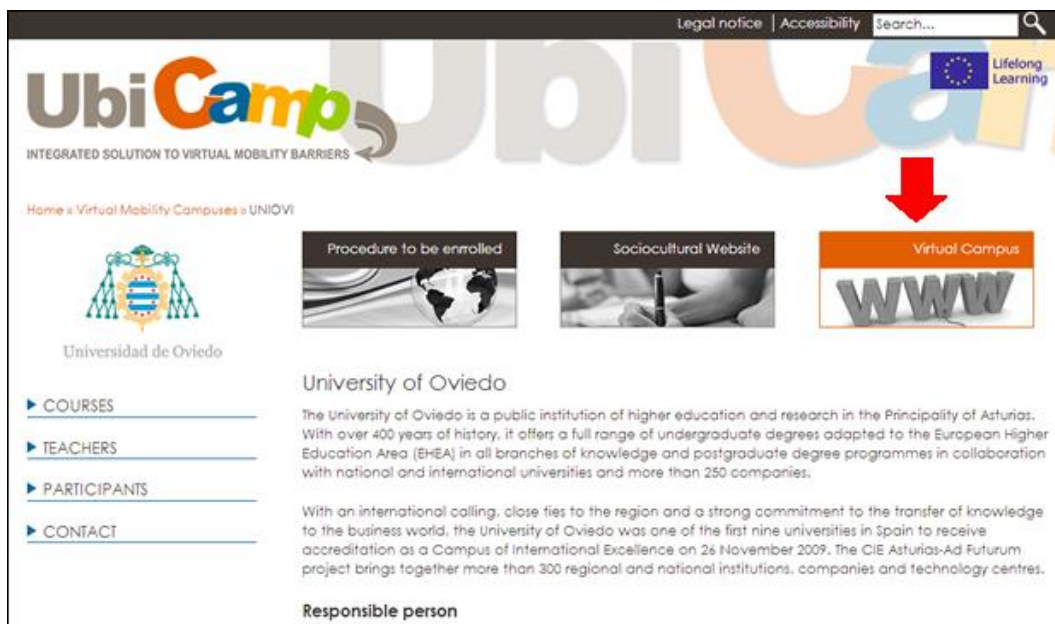 Legal notice | Accessibility Search...
Lifelong
Learning
UbiCamp
INTEGRATED SOLUTION TO VIRTUAL MOBILITY BARRIERS
Home » Virtual Mobility Campuses » UNIOVI
Procedure to be enrrolled
Sociocultural Website
Virtual Campus
WWW
Universidad de Oviedo
COURSES
TEACHERS
PARTICIPANTS
CONTACT
University of Oviedo
The University of Oviedo is a public institution of higher education and research in the Principality of Asturias.
With over 400 years of history, it offers a full range of undergraduate degrees adapted to the European Higher
Education Area (EHEA) in all branches of knowledge and postgraduate degree programmes in collaboration
with national and international universities and more than 250 companies.
With an international calling, close ties to the region and a strong commitment to the transfer of knowledge
to the business world, the University of Oviedo was one of the first nine universities in Spain to receive
accreditation as a Campus of International Excellence on 26 November 2009. The CIE Asturias-Ad Futurum
project brings together more than 300 regional and national institutions, companies and technology centres.
Responsible person